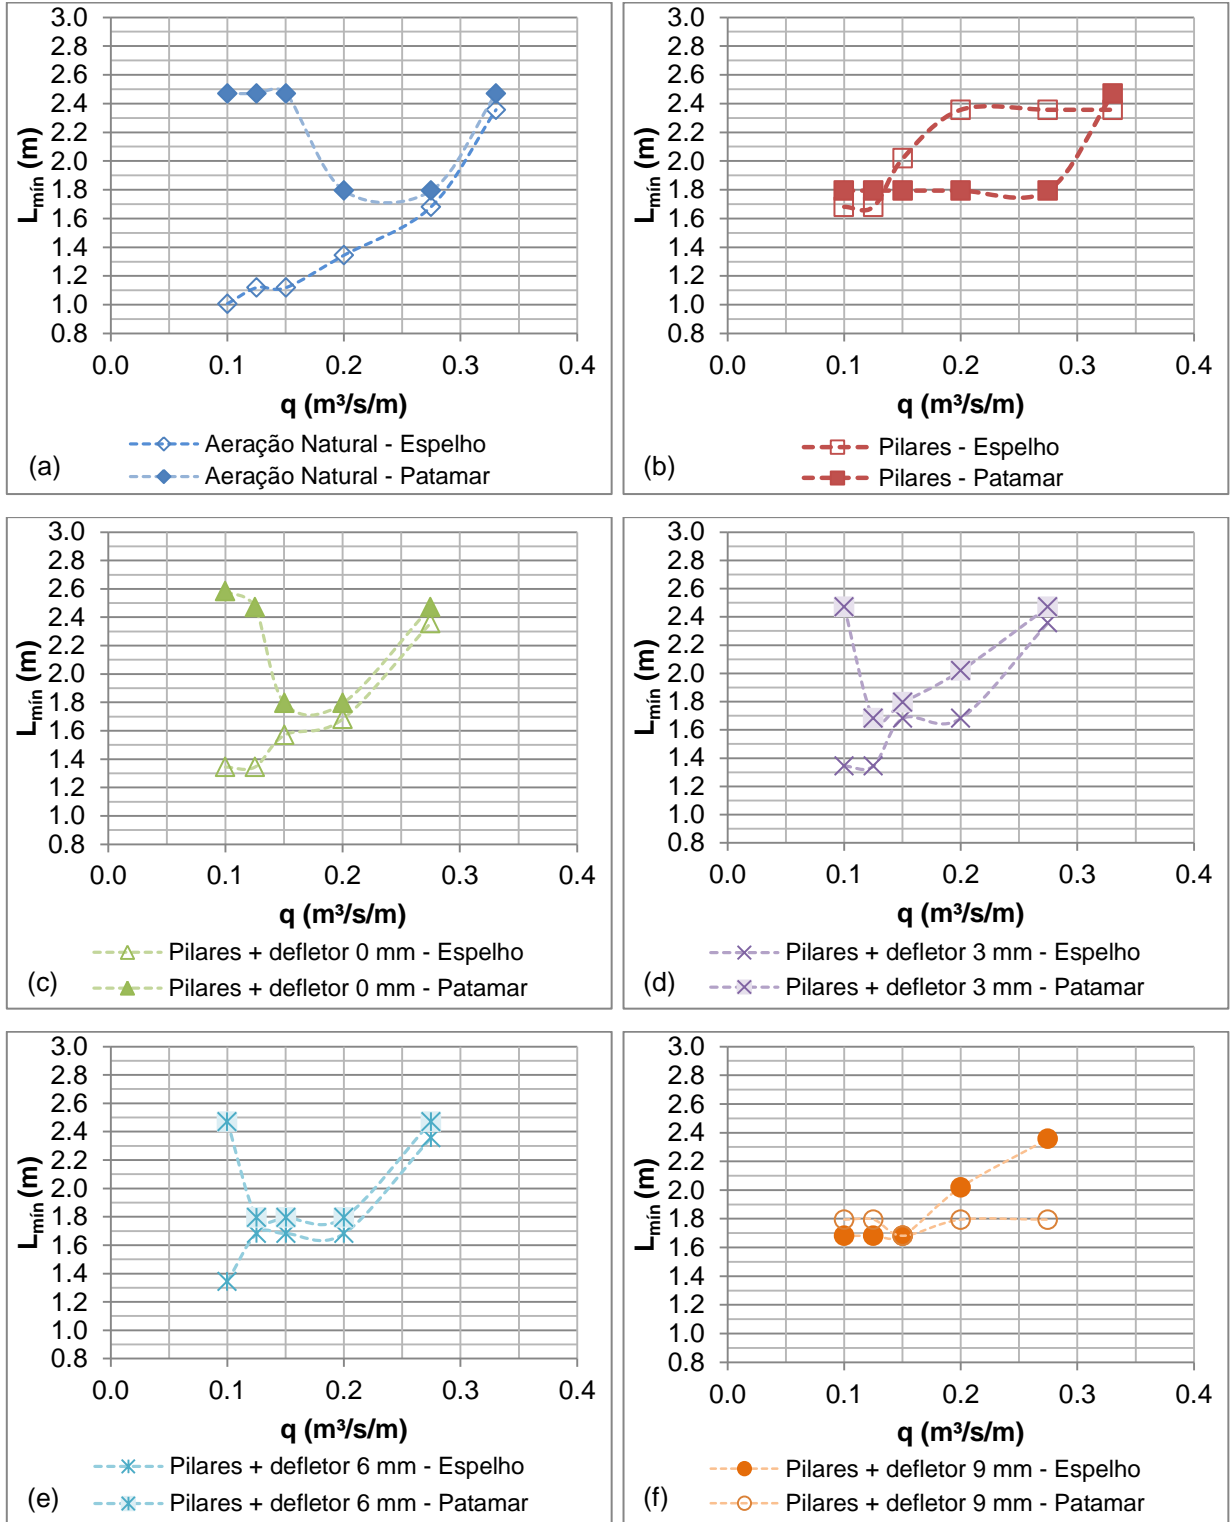 3.0
2.8
2.6
2.4
2.2
2.0
1.8
1.6
1.4
1.2
1.0
0.8
L_mín (m)
0.0 0.1 0.2 0.3 0.4
q (m³/s/m)
Aeração Natural - Espelho
Aeração Natural - Patamar
(a)
3.0
2.8
2.6
2.4
2.2
2.0
1.8
1.6
1.4
1.2
1.0
0.8
L_mín (m)
0.0 0.1 0.2 0.3 0.4
q (m³/s/m)
Pilares - Espelho
Pilares - Patamar
(b)
3.0
2.8
2.6
2.4
2.2
2.0
1.8
1.6
1.4
1.2
1.0
0.8
L_mín (m)
0.0 0.1 0.2 0.3 0.4
q (m³/s/m)
Pilares + defletor 0 mm - Espelho
Pilares + defletor 0 mm - Patamar
(c)
3.0
2.8
2.6
2.4
2.2
2.0
1.8
1.6
1.4
1.2
1.0
0.8
L_mín (m)
0.0 0.1 0.2 0.3 0.4
q (m³/s/m)
Pilares + defletor 3 mm - Espelho
Pilares + defletor 3 mm - Patamar
(d)
3.0
2.8
2.6
2.4
2.2
2.0
1.8
1.6
1.4
1.2
1.0
0.8
L_mín (m)
0.0 0.1 0.2 0.3 0.4
q (m³/s/m)
Pilares + defletor 6 mm - Espelho
Pilares + defletor 6 mm - Patamar
(e)
3.0
2.8
2.6
2.4
2.2
2.0
1.8
1.6
1.4
1.2
1.0
0.8
L_mín (m)
0.0 0.1 0.2 0.3 0.4
q (m³/s/m)
Pilares + defletor 9 mm - Espelho
Pilares + defletor 9 mm - Patamar
(f)